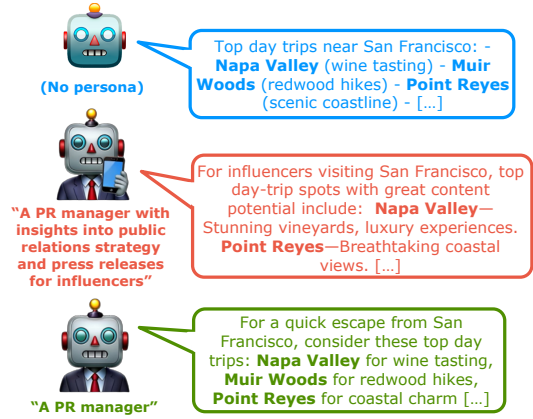 Top day trips near San Francisco: -
Napa Valley (wine tasting) - Muir
Woods (redwood hikes) - Point Reyes
(scenic coastline) - […]
(No persona)
For influencers visiting San Francisco, top
day-trip spots with great content
potential include: Napa Valley—
Stunning vineyards, luxury experiences.
Point Reyes—Breathtaking coastal
views. […]
“A PR manager with
insights into public
relations strategy
and press releases
for influencers”
For a quick escape from San
Francisco, consider these top day
trips: Napa Valley for wine tasting,
Muir Woods for redwood hikes,
Point Reyes for coastal charm […]
“A PR manager”